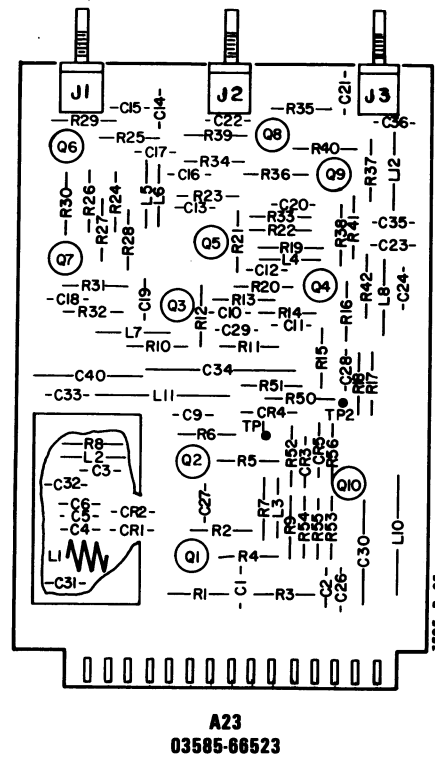 J1 J2 J3
C15 C14 C22 R35 C21 C36
R29 R39 Q8
Q6 R25 C17 R34 R40 R37 L12
C16 R36 Q9
R30 R26 R24 L5 L6 R23 C13 C20
R27 R28 R33 R22 R38 R41 C35
Q7 Q5 R21 R19 L4 C23
R31 C12 R20 Q4 R42 C24
C18 R32 C19 Q3 R12 R13 C10 R14 C11 R16 L8
L7 C29 R15
R10 R11
C40 C34 R51 C28 R18 R17
C33 L11 R50
C9 CR4 TP2
R8 R6 TP1
L2 C3 Q2 R5 R52 CR3 CR5 R56
C32 Q10
C6 C5 C4 CR2 CR1 C27 R7 L3 R9 R54 R55 R53
R2 C30 L10
L1 Q1 R4
C31 R1 C1 R3 C2 C26
A23
03585-66523